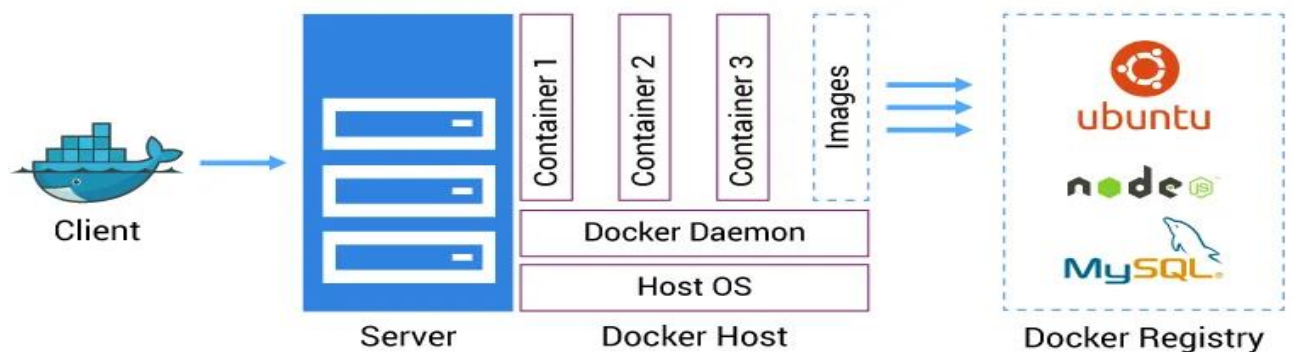 Client
Server
Container 1
Container 2
Container 3
Images
Docker Daemon
Host OS
Docker Host
ubuntu
node
JS
MySQL®
Docker Registry